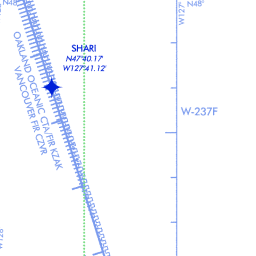 N48°
N48°
W127°
SHARI
N47°40.17'
W127°41.12'
OAKLAND OCEANIC CTA/FIR KZAK
VANCOUVER FIR CZVR
W-237F
W128°